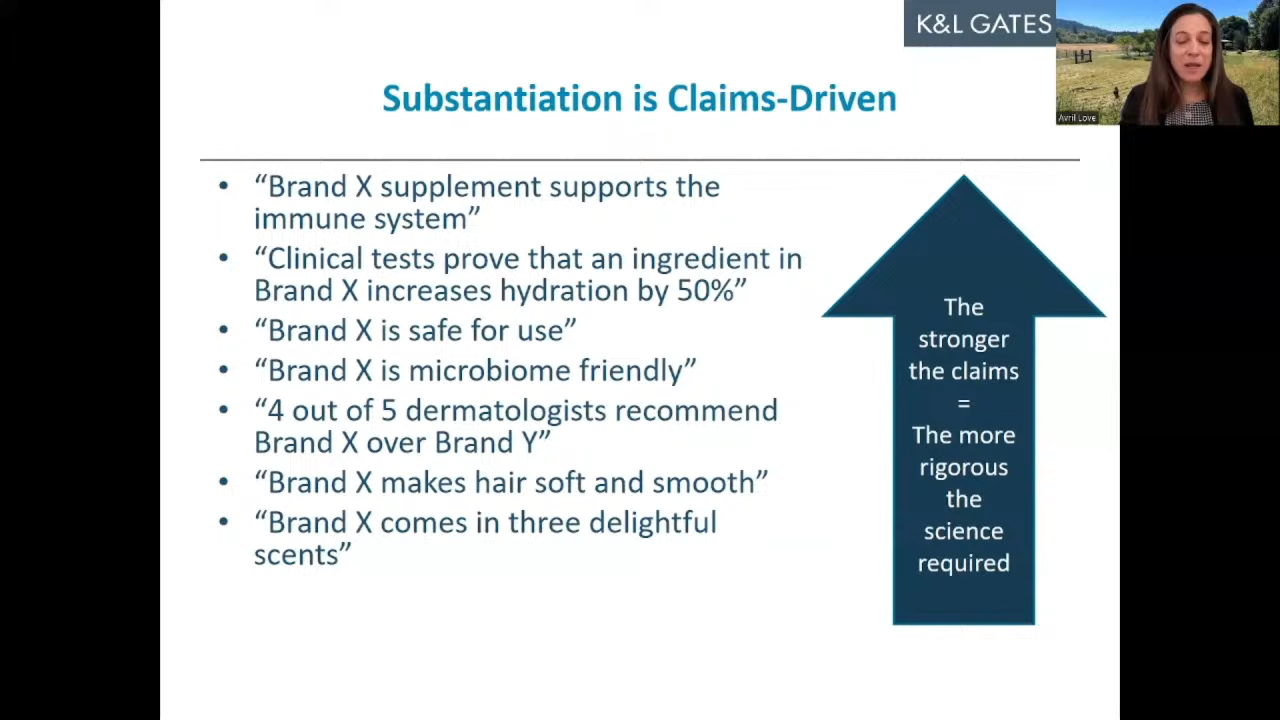 K&L GATES
Avril Love
Substantiation is Claims-Driven
• “Brand X supplement supports the
immune system”
• “Clinical tests prove that an ingredient in
Brand X increases hydration by 50%”
• “Brand X is safe for use”
• “Brand X is microbiome friendly”
• “4 out of 5 dermatologists recommend
Brand X over Brand Y”
• “Brand X makes hair soft and smooth”
• “Brand X comes in three delightful
scents”
The
stronger
the claims
=
The more
rigorous
the
science
required